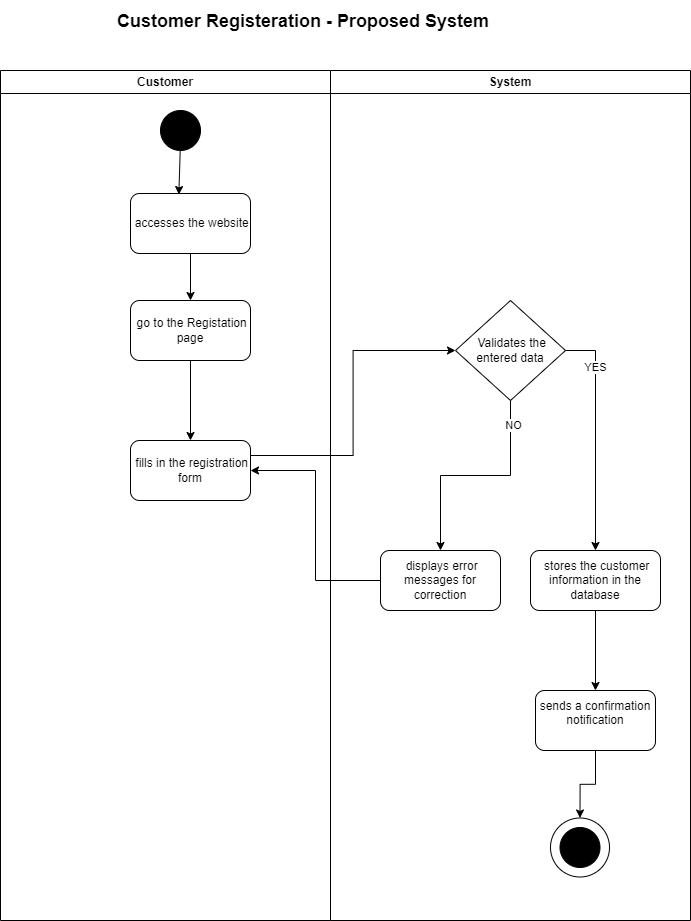 Customer Registeration - Proposed System
Customer
System
accesses the website
go to the Registation
page
Validates the
entered data
YES
NO
fills in the registration
form
displays error
messages for
correction
stores the customer
information in the
database
sends a confirmation
notification